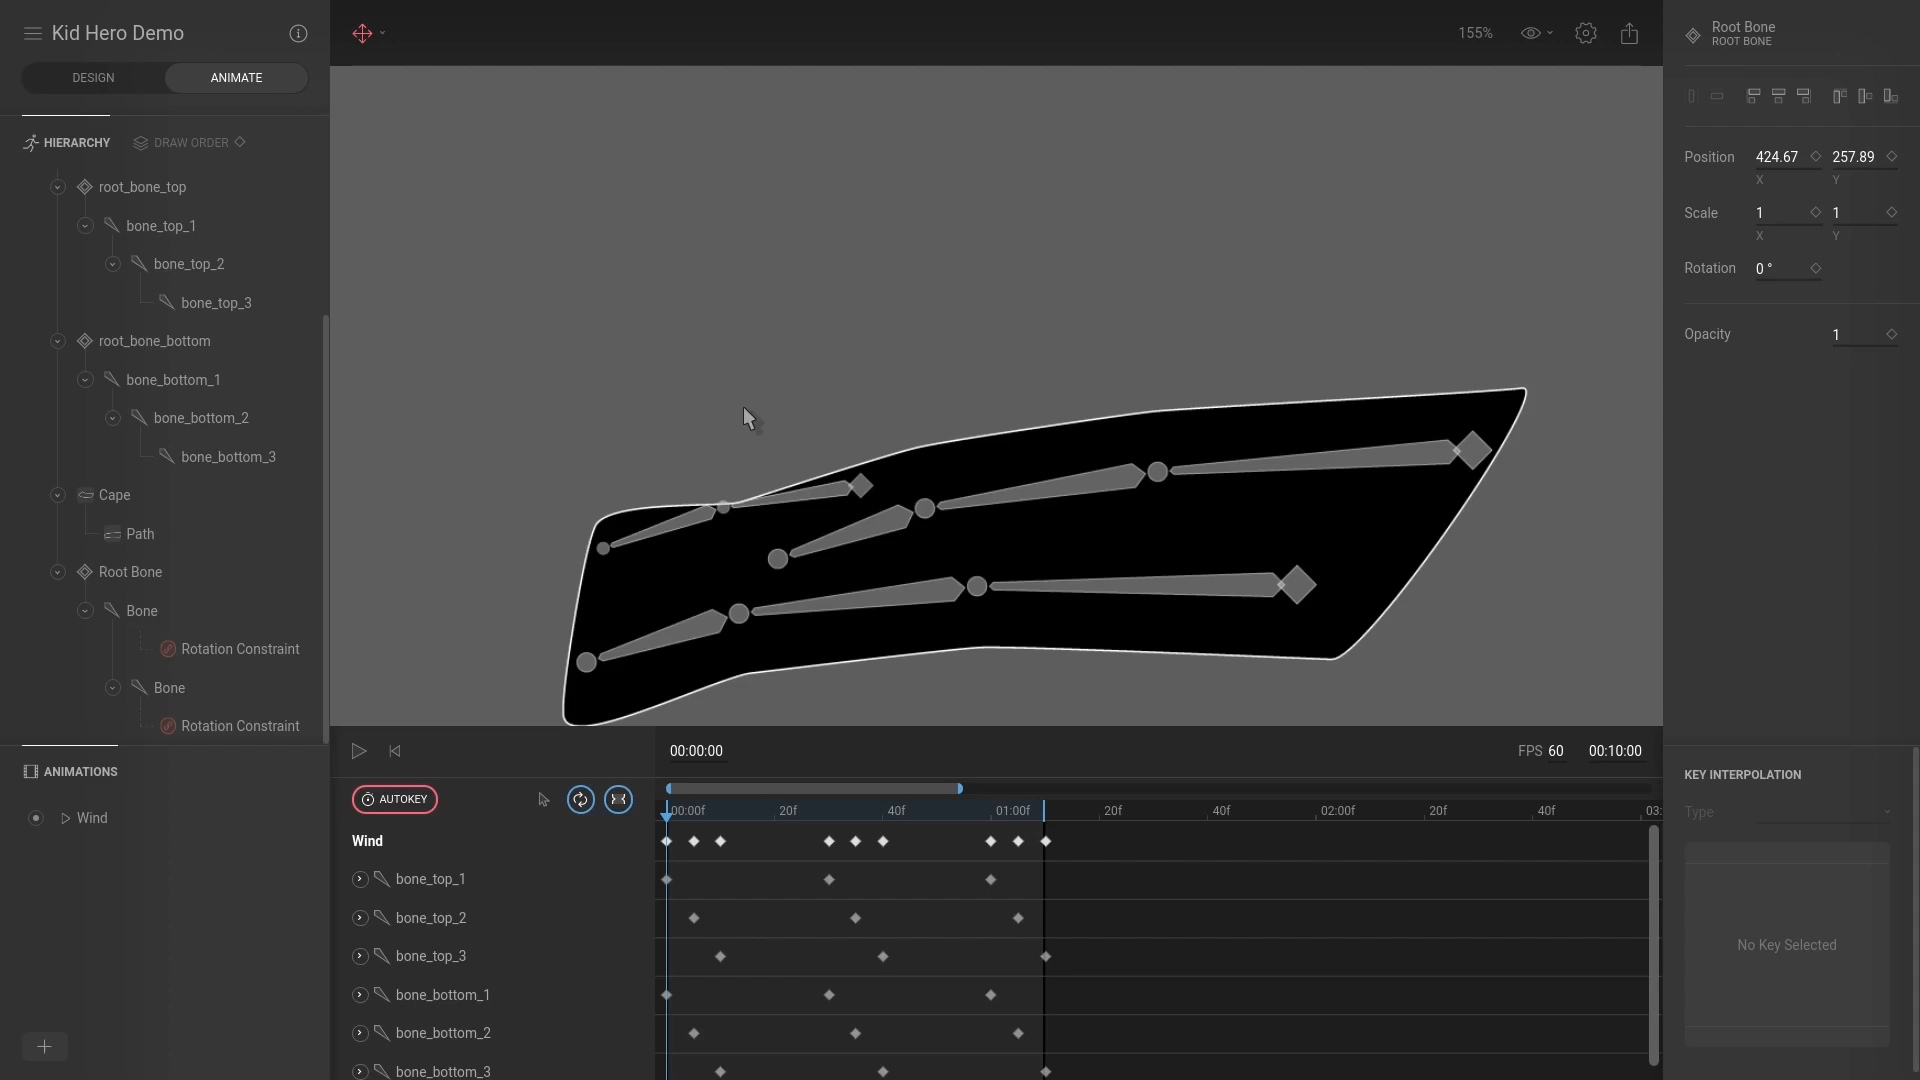 Kid Hero Demo
DESIGN
ANIMATE
HIERARCHY
DRAW ORDER
root_bone_top
bone_top_1
bone_top_2
bone_top_3
root_bone_bottom
bone_bottom_1
bone_bottom_2
bone_bottom_3
Cape
Path
Root Bone
Bone
Rotation Constraint
Bone
Rotation Constraint
ANIMATIONS
Wind
155%
00:00:00
FPS 60
00:10:00
AUTOKEY
00:00f
20f
40f
01:00f
20f
40f
02:00f
20f
40f
03:
Wind
bone_top_1
bone_top_2
bone_top_3
bone_bottom_1
bone_bottom_2
bone_bottom_3
Root Bone
ROOT BONE
Position 424.67 257.89
X Y
Scale 1 1
X Y
Rotation 0 °
Opacity 1
KEY INTERPOLATION
Type
No Key Selected